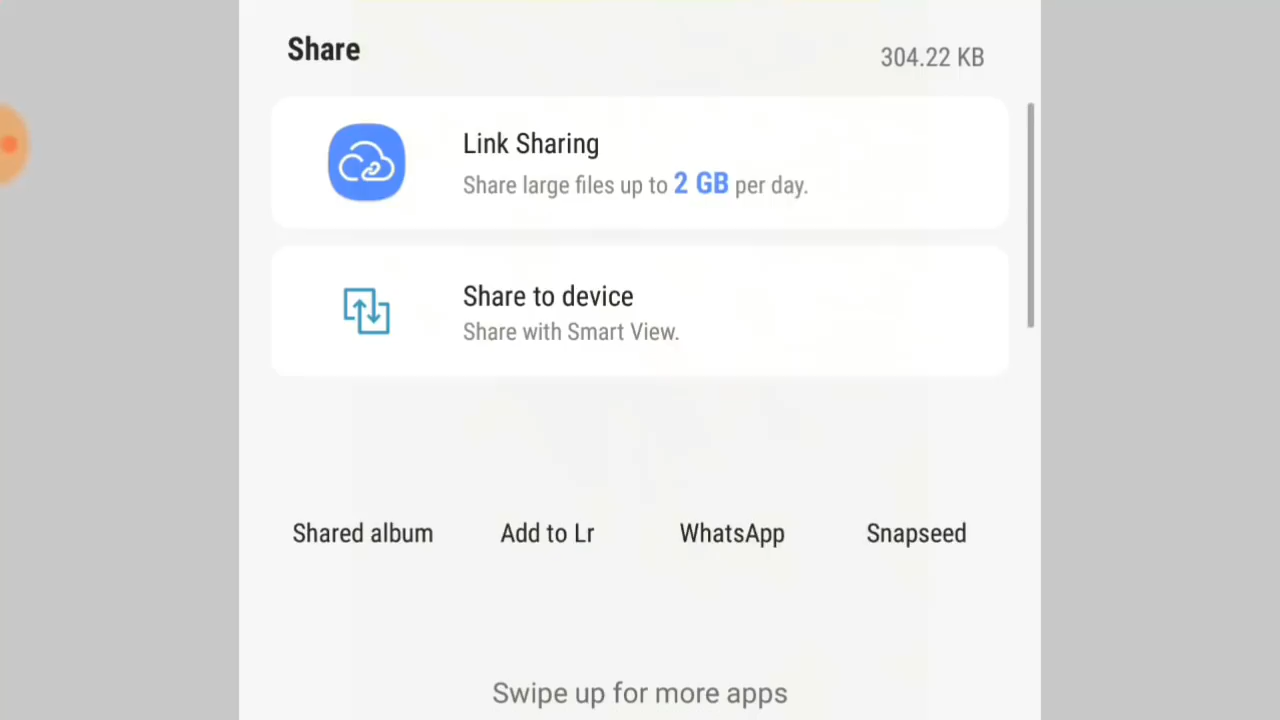 Share
304.22 KB
Link Sharing
Share large files up to 2 GB per day.
Share to device
Share with Smart View.
Shared album
Add to Lr
WhatsApp
Snapseed
Swipe up for more apps